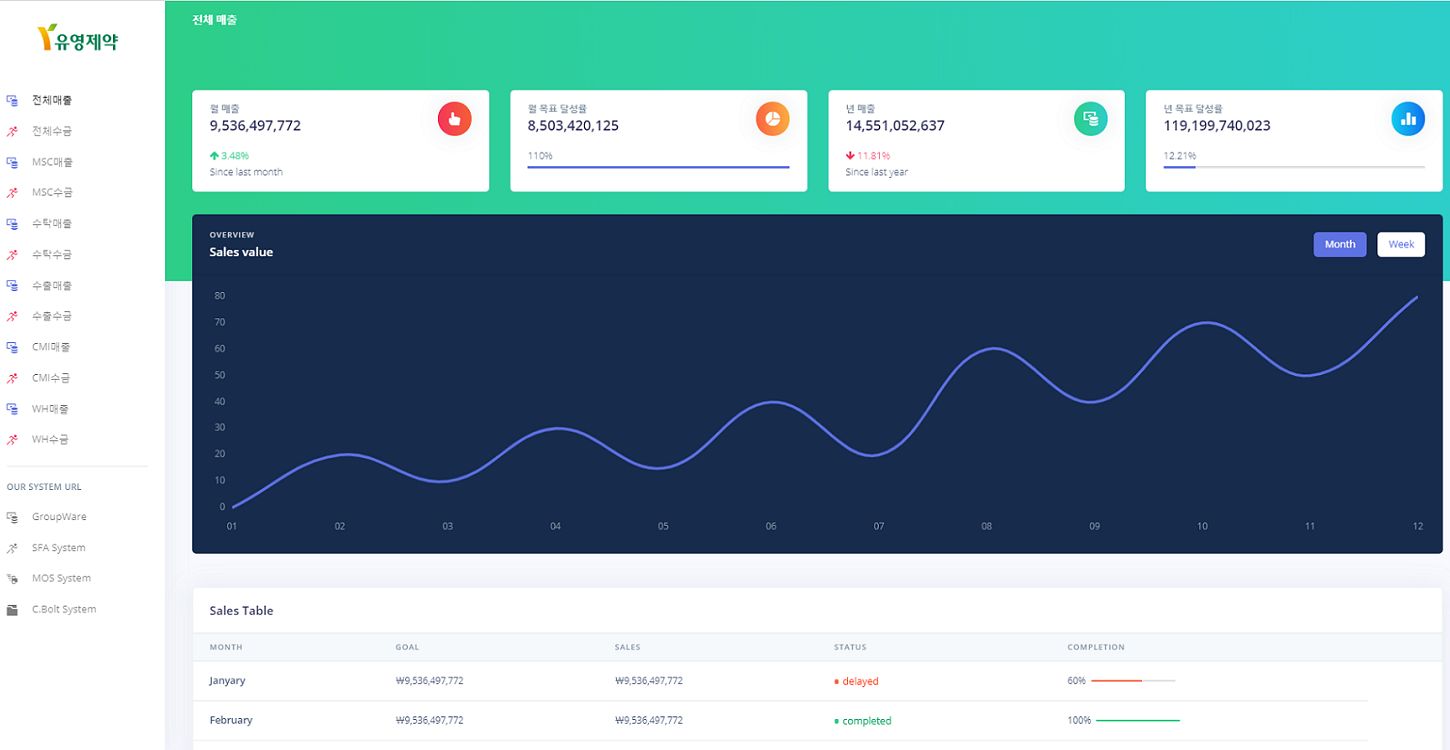 유영제약
전체매출
전체수금
MSC매출
MSC수금
수탁매출
수탁수금
수출매출
수출수금
CMI매출
CMI수금
WH매출
WH수금
OUR SYSTEM URL
GroupWare
SFA System
MOS System
C.Bolt System
전체 매출
월 매출
9,536,497,772
3.48%
Since last month
월 목표 달성률
8,503,420,125
110%
년 매출
14,551,052,637
11.81%
Since last year
년 목표 달성률
119,199,740,023
12.21%
OVERVIEW
Sales value
Month Week
80
70
60
50
40
30
20
10
0
01 02 03 04 05 06 07 08 09 10 11 12
Sales Table
MONTH GOAL SALES STATUS COMPLETION
Janyary ₩9,536,497,772 ₩9,536,497,772 delayed 60%
February ₩9,536,497,772 ₩9,536,497,772 completed 100%